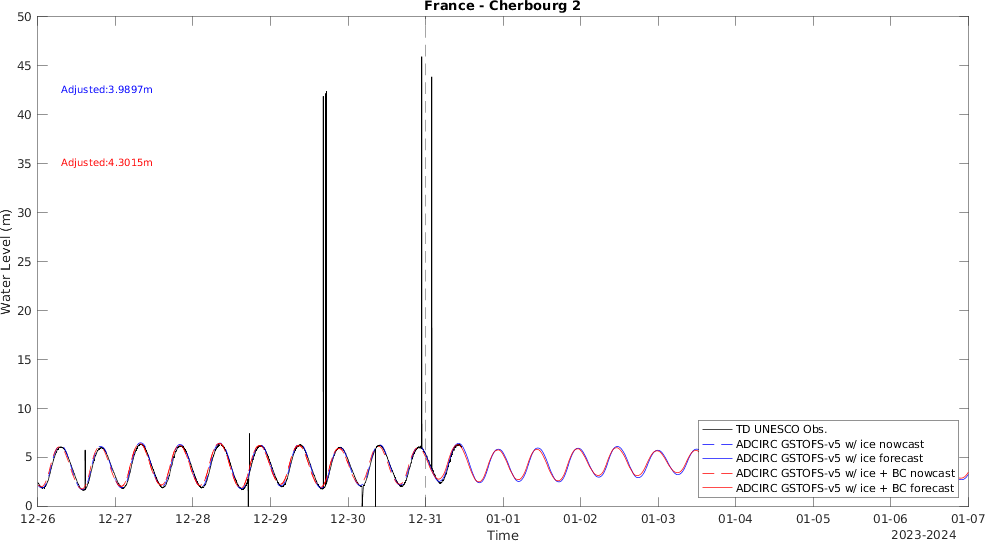 France - Cherbourg 2
50
45
40
35
30
25
20
15
10
5
0
Water Level (m)
Adjusted:3.9897m
Adjusted:4.3015m
TD UNESCO Obs.
ADCIRC GSTOFS-v5 w/ ice nowcast
ADCIRC GSTOFS-v5 w/ ice forecast
ADCIRC GSTOFS-v5 w/ ice + BC nowcast
ADCIRC GSTOFS-v5 w/ ice + BC forecast
12-26 12-27 12-28 12-29 12-30 12-31 01-01 01-02 01-03 01-04 01-05 01-06 01-07
Time
2023-2024